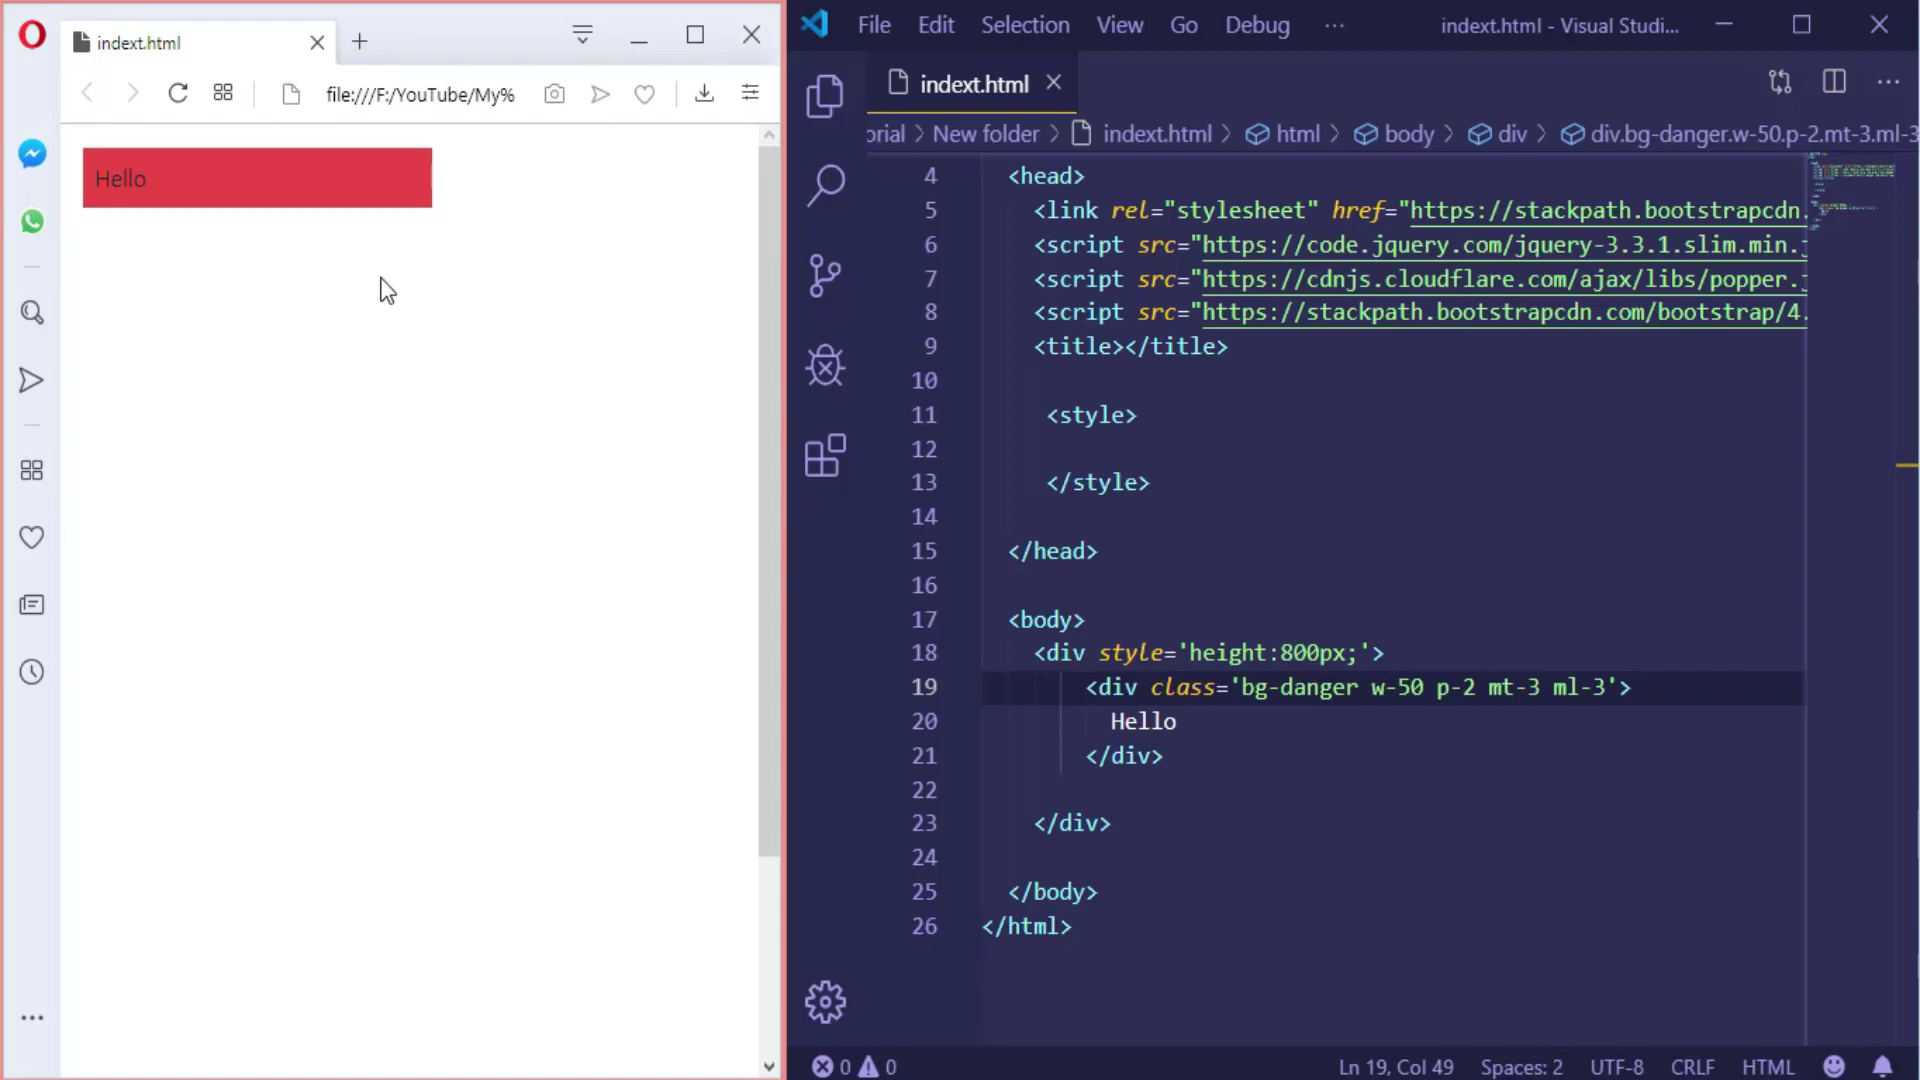 indext.html
file:///F:/YouTube/My%
Hello
File Edit Selection View Go Debug ··· indext.html - Visual Studi...
indext.html
orial > New folder > indext.html > html > body > div > div.bg-danger.w-50.p-2.mt-3.ml-3
4 <head>
5 <link rel="stylesheet" href="https://stackpath.bootstrapcdn.
6 <script src="https://code.jquery.com/jquery-3.3.1.slim.min.j
7 <script src="https://cdnjs.cloudflare.com/ajax/libs/popper.j
8 <script src="https://stackpath.bootstrapcdn.com/bootstrap/4.
9 <title></title>
10
11 <style>
12
13 </style>
14
15 </head>
16
17 <body>
18 <div style='height:800px;'>
19 <div class='bg-danger w-50 p-2 mt-3 ml-3'>
20 Hello
21 </div>
22
23 </div>
24
25 </body>
26 </html>
0 0 Ln 19, Col 49 Spaces: 2 UTF-8 CRLF HTML